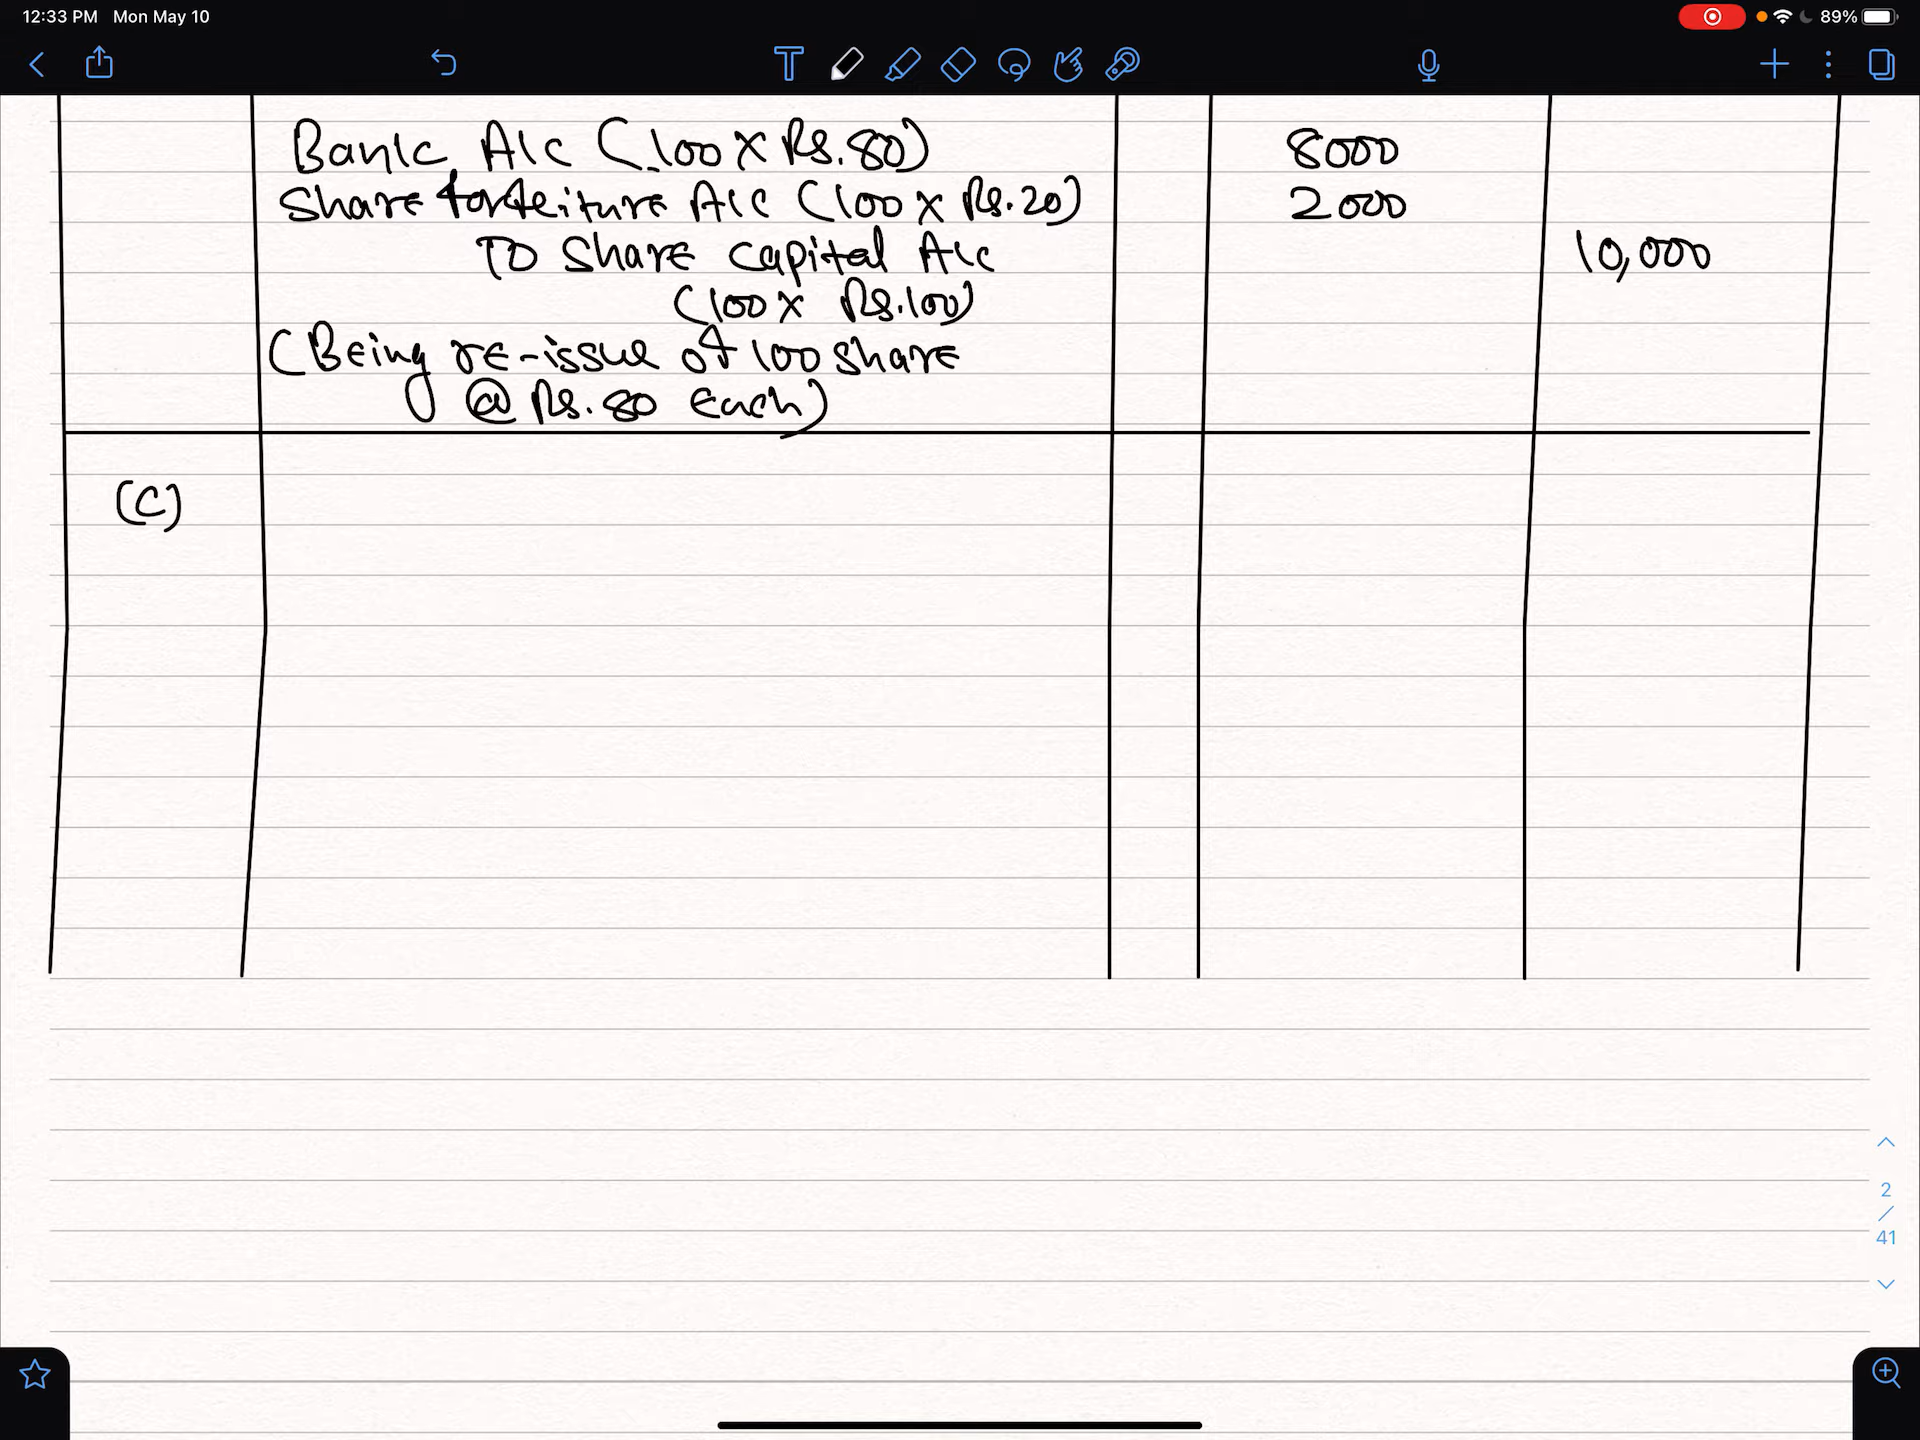 12:33 PM Mon May 10
89%
Bank A/c (100 X Rs.80) 8000
Share forfeiture A/c (100 X Rs.20) 2000
To Share capital A/c 10,000
(100 X Rs.100)
(Being re-issue of 100 share
@ Rs.80 each)
(C)
2
/
41